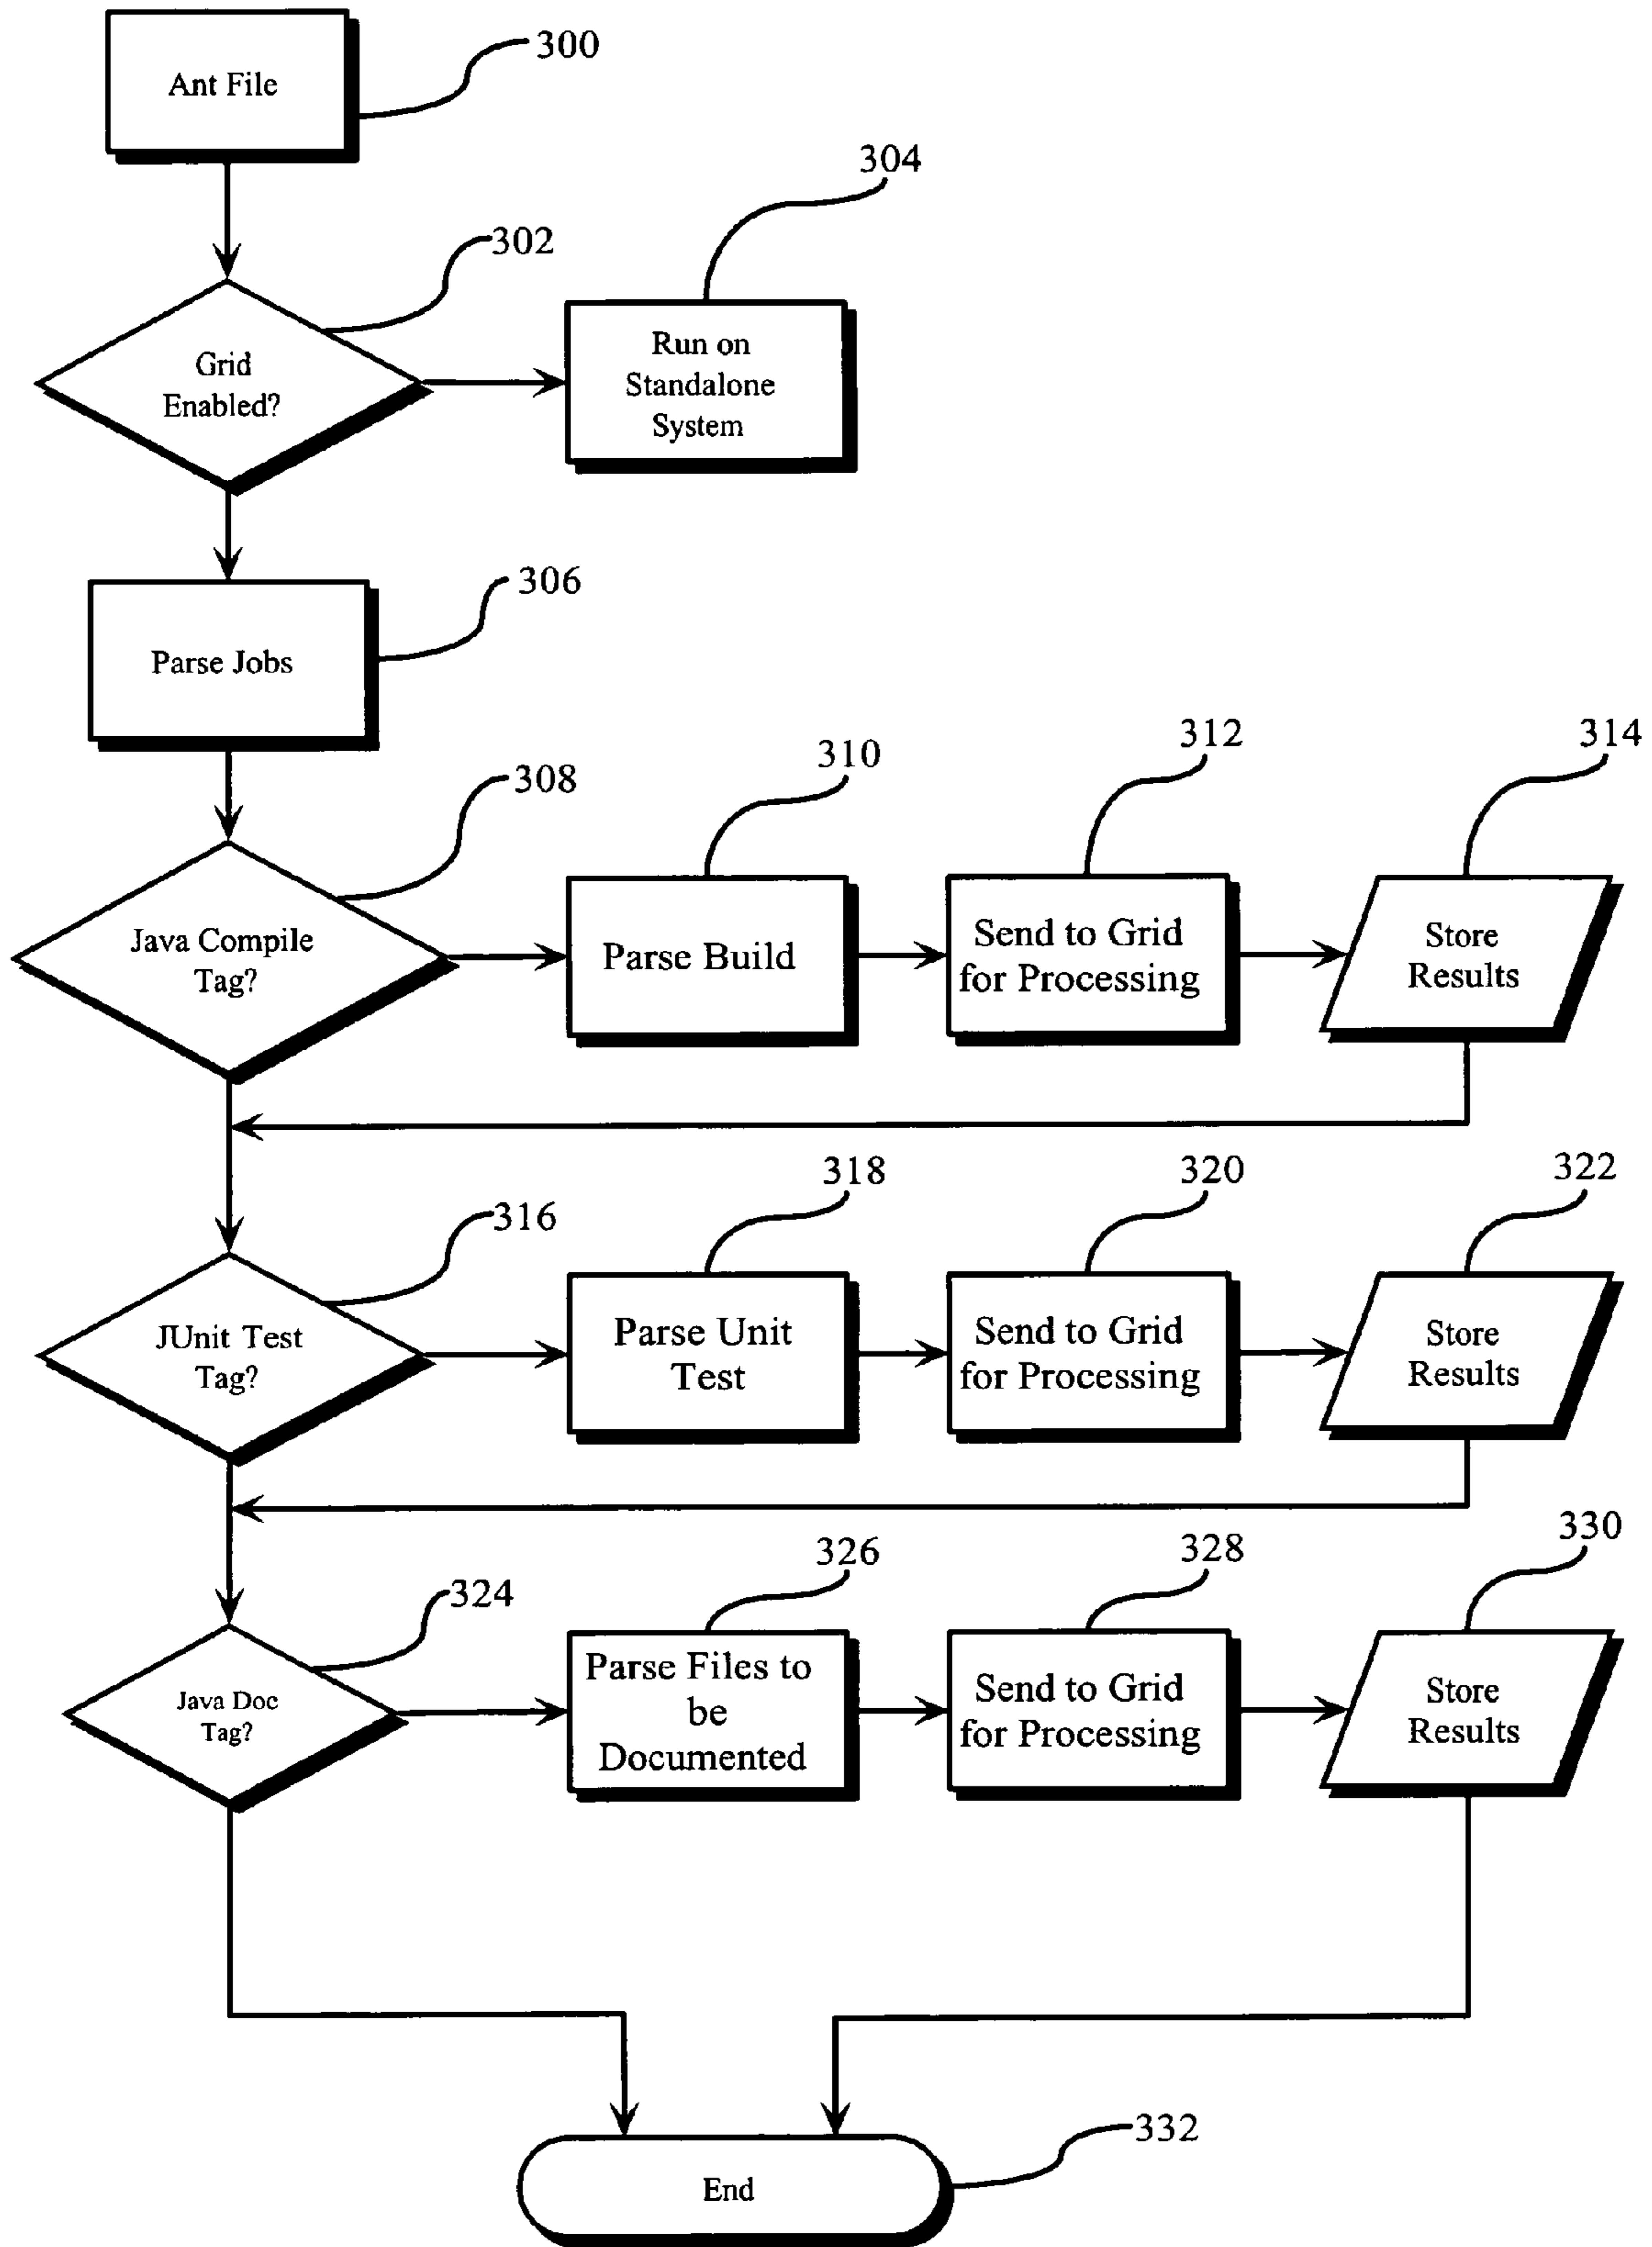 300
Ant File
304
302
Grid
Enabled?
Run on
Standalone
System
306
Parse Jobs
308
310
312
314
Java Compile
Tag?
Parse Build
Send to Grid
for Processing
Store
Results
316
318
320
322
JUnit Test
Tag?
Parse Unit
Test
Send to Grid
for Processing
Store
Results
324
326
328
330
Java Doc
Tag?
Parse Files to
be
Documented
Send to Grid
for Processing
Store
Results
332
End